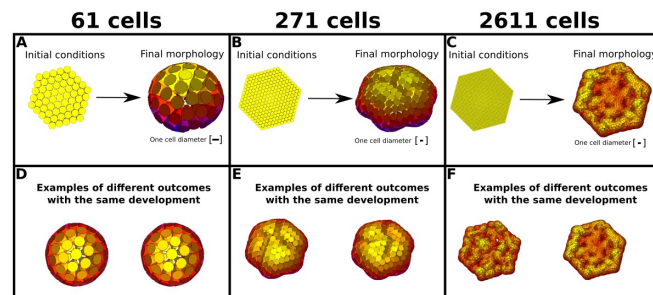 61 cells
271 cells
2611 cells
A
Initial conditions
Final morphology
One cell diameter [—]
B
Initial conditions
Final morphology
One cell diameter [-]
C
Initial conditions
Final morphology
One cell diameter [-]
D
Examples of different outcomes
with the same development
E
Examples of different outcomes
with the same development
F
Examples of different outcomes
with the same development